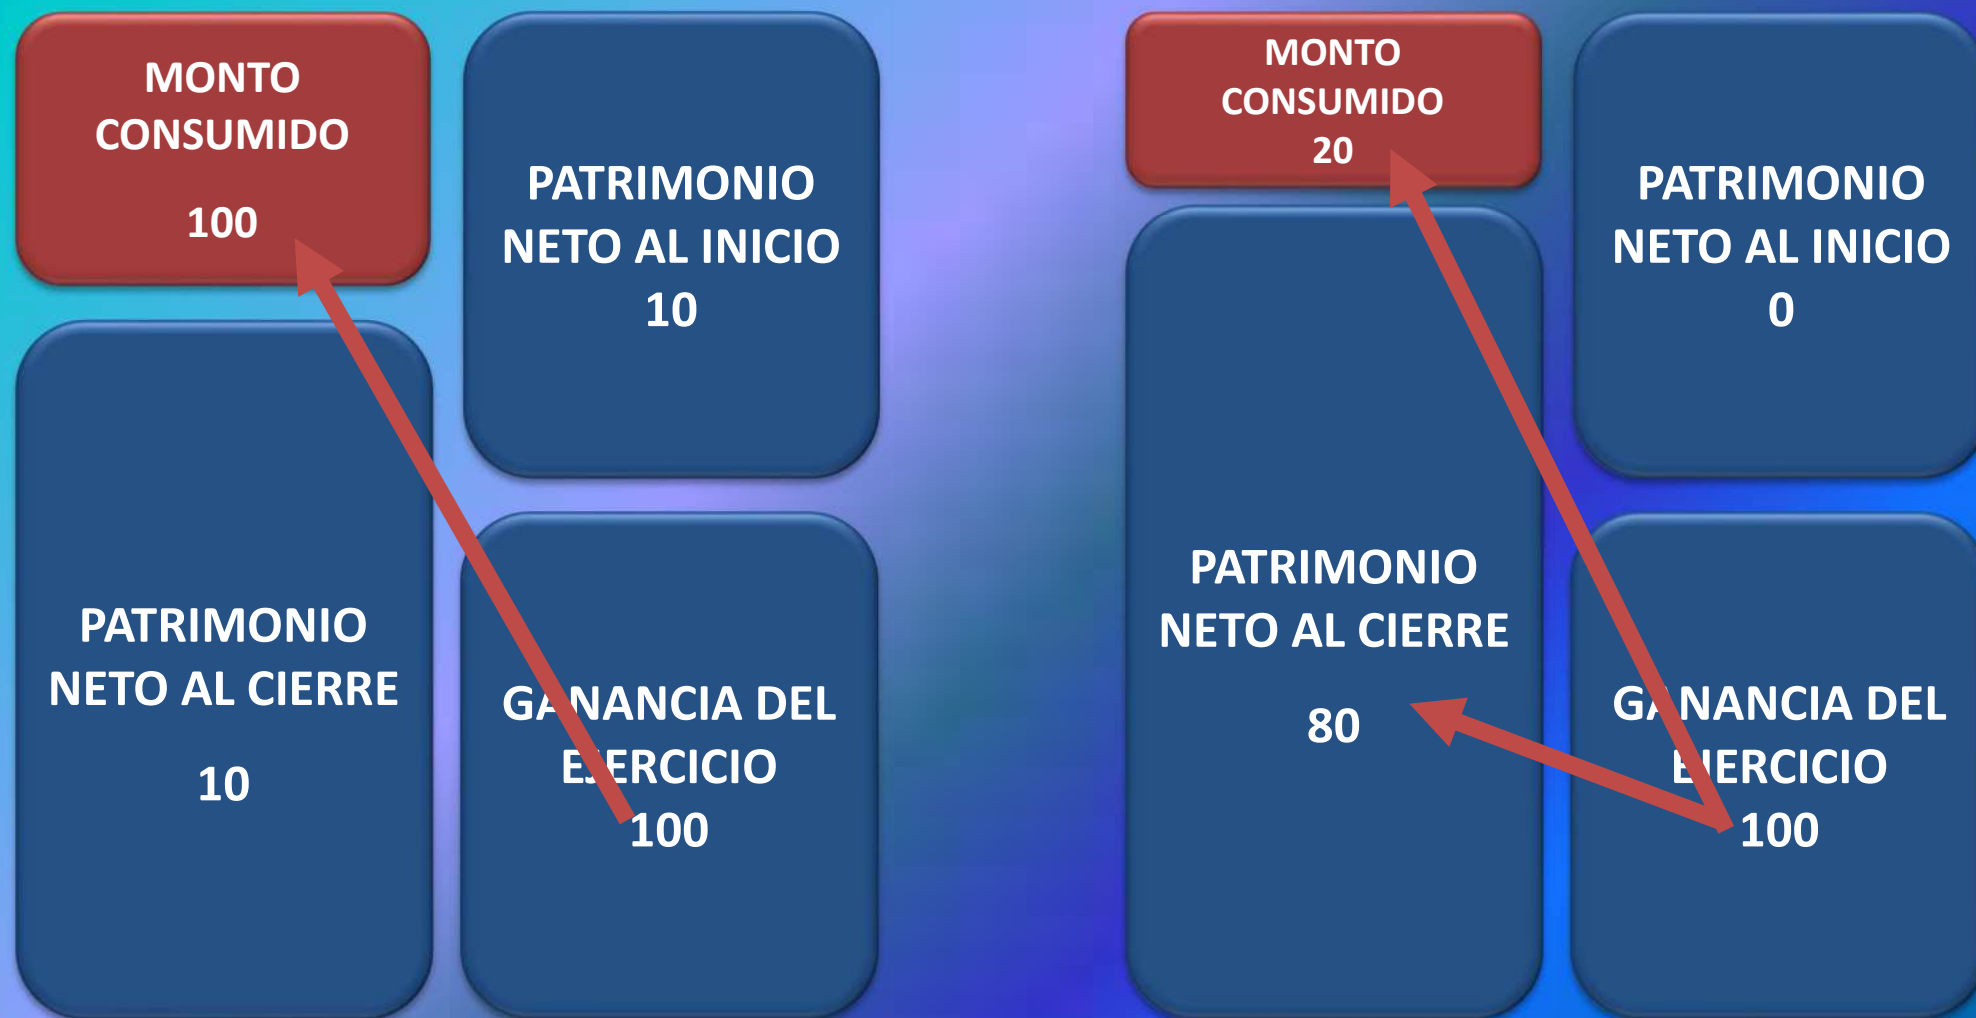 MONTO
CONSUMIDO
100
PATRIMONIO
NETO AL INICIO
10
PATRIMONIO
NETO AL CIERRE
10
GANANCIA DEL
EJERCICIO
100
MONTO
CONSUMIDO
20
PATRIMONIO
NETO AL INICIO
0
PATRIMONIO
NETO AL CIERRE
80
GANANCIA DEL
EJERCICIO
100